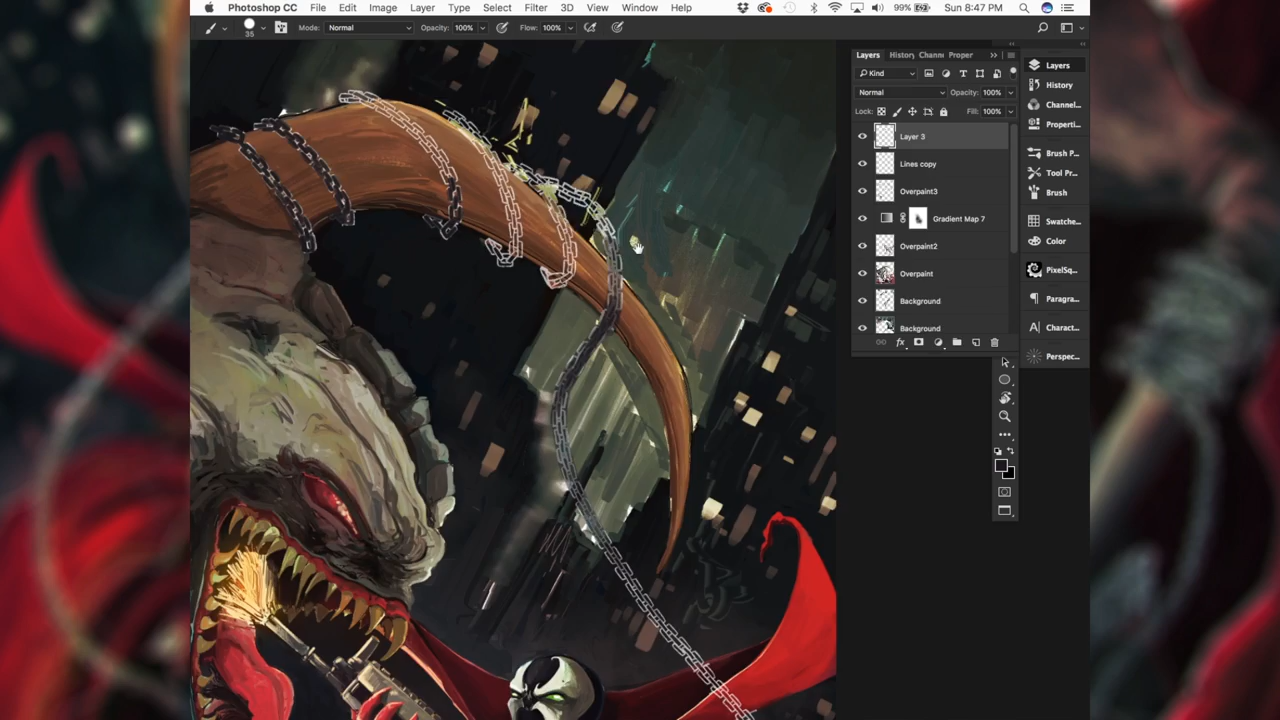 Photoshop CC File Edit Image Layer Type Select Filter 3D View Window Help 99% Sun 8:47 PM
35 Mode: Normal Opacity: 100% Flow: 100%
Layers History Chann Proper
Kind
Normal Opacity: 100%
Lock: Fill: 100%
Layer 3
Lines copy
Overpaint3
Gradient Map 7
Overpaint2
Overpaint
Background
Background
fx
Layers
History
Channel...
Properti...
Brush P...
Tool Pr...
Brush
Swatche...
Color
PixelSq...
Paragra...
Charact...
Perspec...